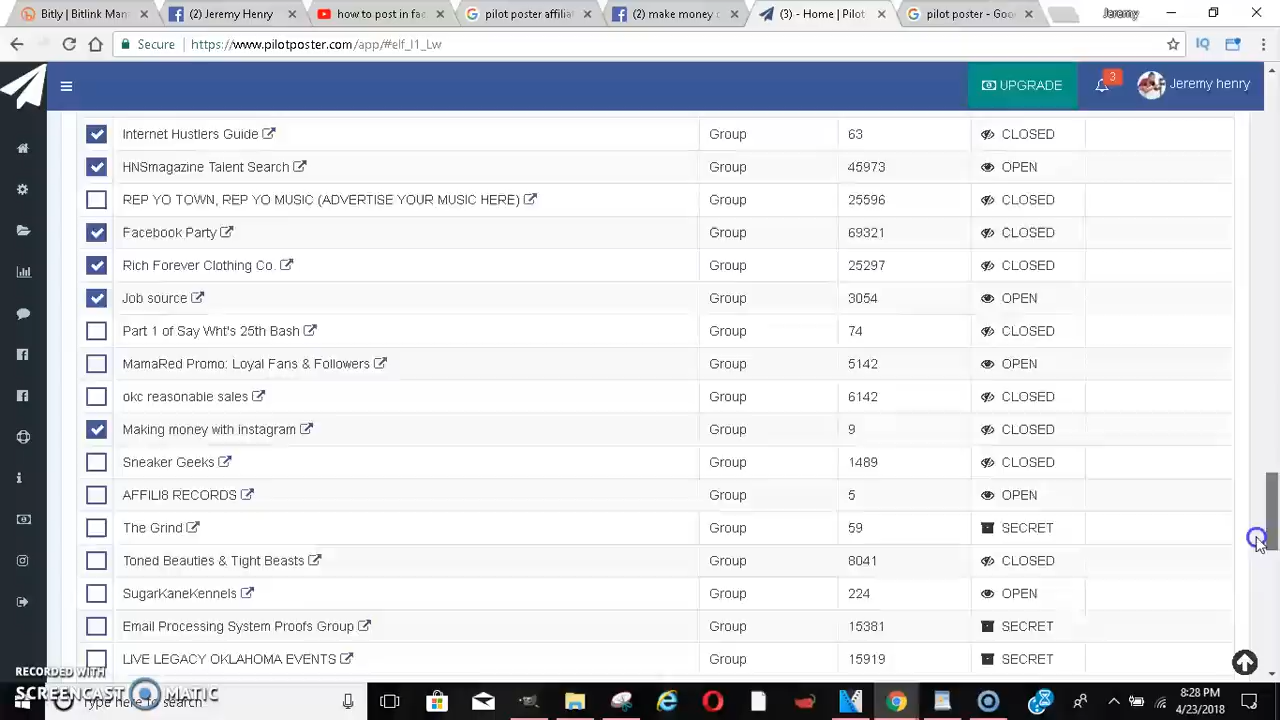 (2) Bitly | Bitlink Man
(2) Jeremy Henry
how to post in fac
pilot poster affilia
(2) make money o
(3) - Home | Pilot
pilot poster - Goo
Jeremy
Secure https://www.pilotposter.com/app/#elf_l1_Lw
UPGRADE 3 Jeremy henry
Internet Hustlers Guide Group 63 CLOSED
HNSmagazine Talent Search Group 45973 OPEN
REP YO TOWN, REP YO MUSIC (ADVERTISE YOUR MUSIC HERE) Group 25596 CLOSED
Facebook Party Group 69321 CLOSED
Rich Forever Clothing Co. Group 25297 CLOSED
Job source Group 3054 OPEN
Part 1 of Say Wht's 25th Bash Group 74 CLOSED
MamaRed Promo: Loyal Fans & Followers Group 5142 OPEN
okc reasonable sales Group 6142 CLOSED
Making money with instagram Group 9 CLOSED
Sneaker Geeks Group 1489 CLOSED
AFFILI8 RECORDS Group 5 OPEN
The Grind Group 59 SECRET
Toned Beauties & Tight Beasts Group 8041 CLOSED
SugarKaneKennels Group 224 OPEN
Email Processing System Proofs Group Group 15381 SECRET
LIVE LEGACY OKLAHOMA EVENTS Group 15919 SECRET
RECORDED WITH
SCREENCAST MATIC
Type here to search
8:28 PM
4/23/2018